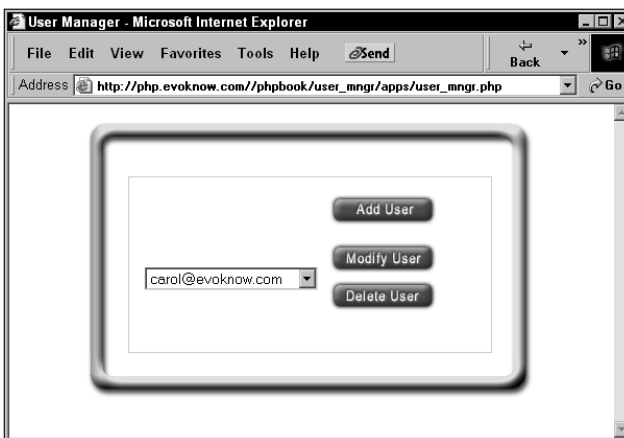 User Manager - Microsoft Internet Explorer
File Edit View Favorites Tools Help Send
Back
»
Address http://php.evoknow.com//phpbook/user_mngr/apps/user_mngr.php Go
Add User
Modify User
carol@evoknow.com
Delete User